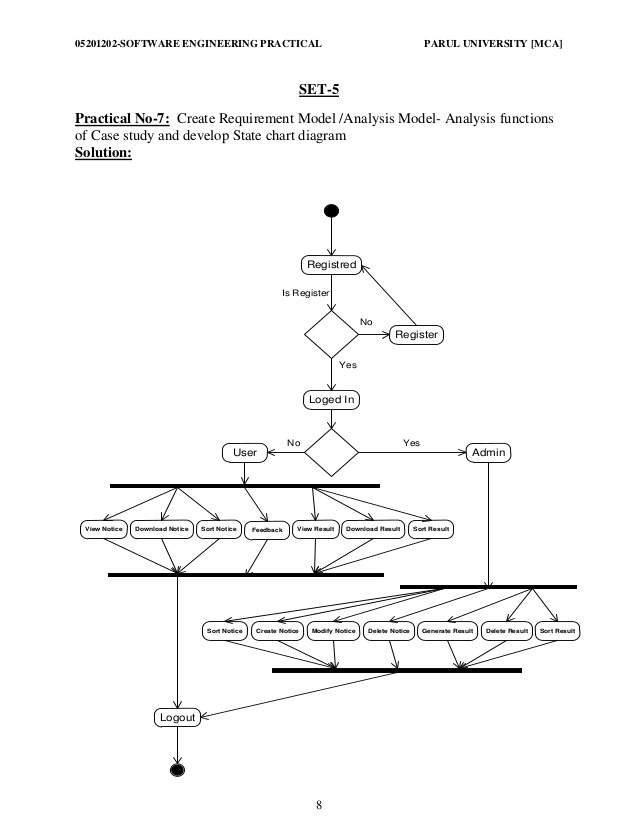 05201202-SOFTWARE ENGINEERING PRACTICAL PARUL UNIVERSITY [MCA]
SET-5
Practical No-7: Create Requirement Model /Analysis Model- Analysis functions
of Case study and develop State chart diagram
Solution:
Registred
Is Register
No
Register
Yes
Loged In
User
No
Yes
Admin
View Notice
Download Notice
Sort Notice
Feedback
View Result
Download Result
Sort Result
Sort Notice
Create Notice
Modify Notice
Delete Notice
Generate Result
Delete Result
Sort Result
Logout
8